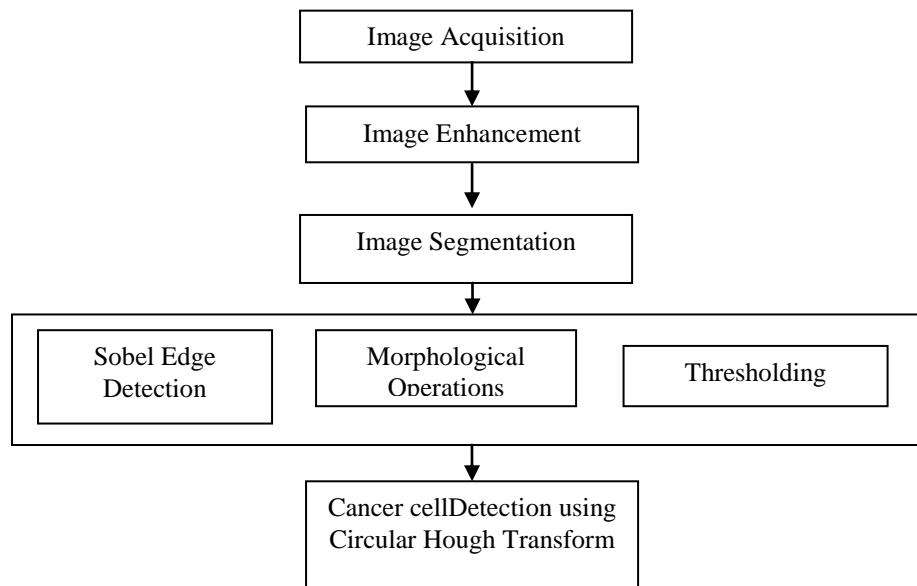 Image Acquisition
Image Enhancement
Image Segmentation
Sobel Edge
Detection
Morphological
Operations
Thresholding
Cancer cellDetection using
Circular Hough Transform